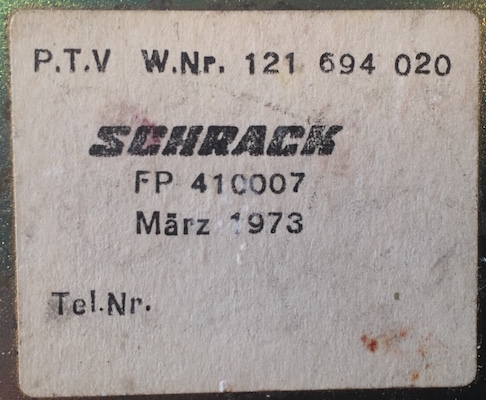 P.T.V W.Nr. 121 694 020
SCHRACK
FP 410007
März 1973
Tel.Nr.